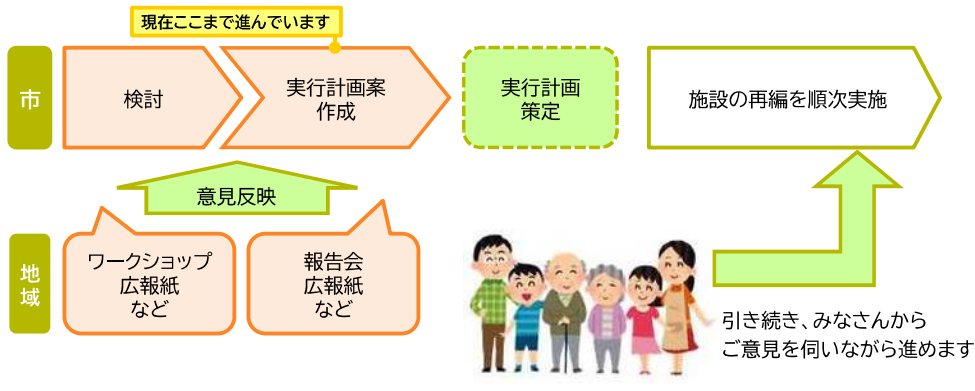 現在ここまで進んでいます
市
検討
実行計画案
作成
実行計画
策定
施設の再編を順次実施
意見反映
地
域
ワークショップ
広報紙
など
報告会
広報紙
など
引き続き、みなさんから
ご意見を伺いながら進めます